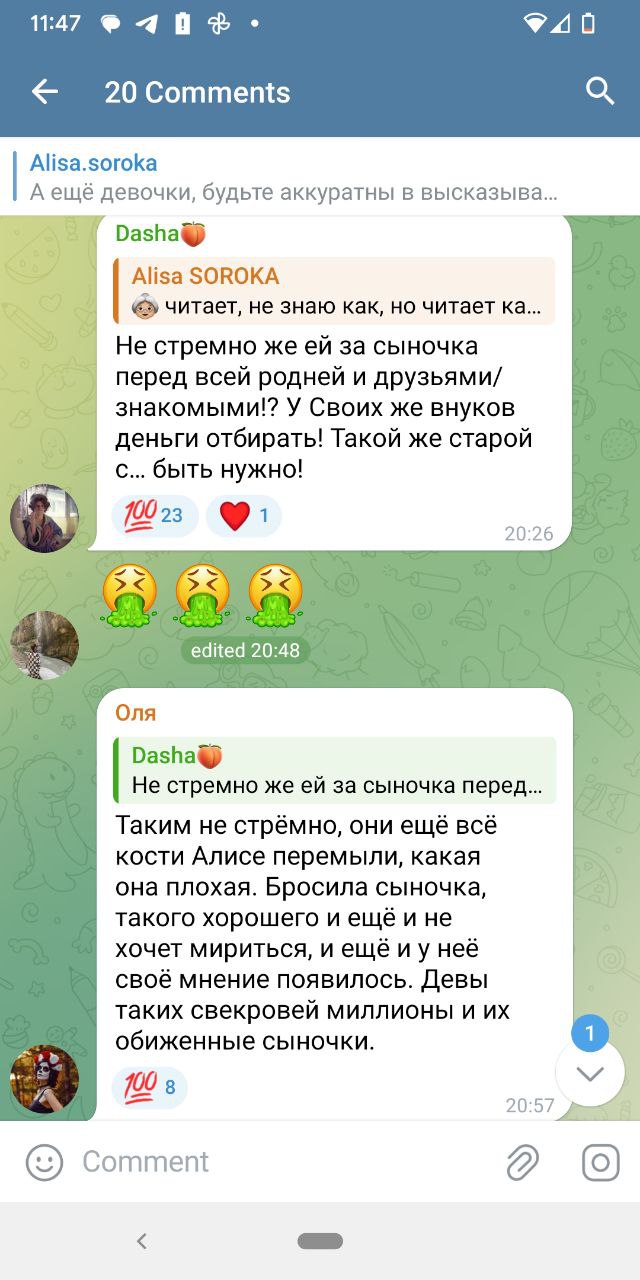 11:47
20 Comments
Alisa.soroka
А ещё девочки, будьте аккуратны в высказыва...
Dasha🍑
Alisa SOROKA
👵🏼 читает, не знаю как, но читает ка...
Не стремно же ей за сыночка
перед всей родней и друзьями/
знакомыми!? У Своих же внуков
деньги отбирать! Такой же старой
с... быть нужно!
💯 23 ❤️ 1
20:26
🤮 🤮 🤮
edited 20:48
Оля
Dasha🍑
Не стремно же ей за сыночка перед...
Таким не стрёмно, они ещё всё
кости Алисе перемыли, какая
она плохая. Бросила сыночка,
такого хорошего и ещё и не
хочет мириться, и ещё и у неё
своё мнение появилось. Девы
таких свекровей миллионы и их
обиженные сыночки.
💯 8
20:57
1
Comment